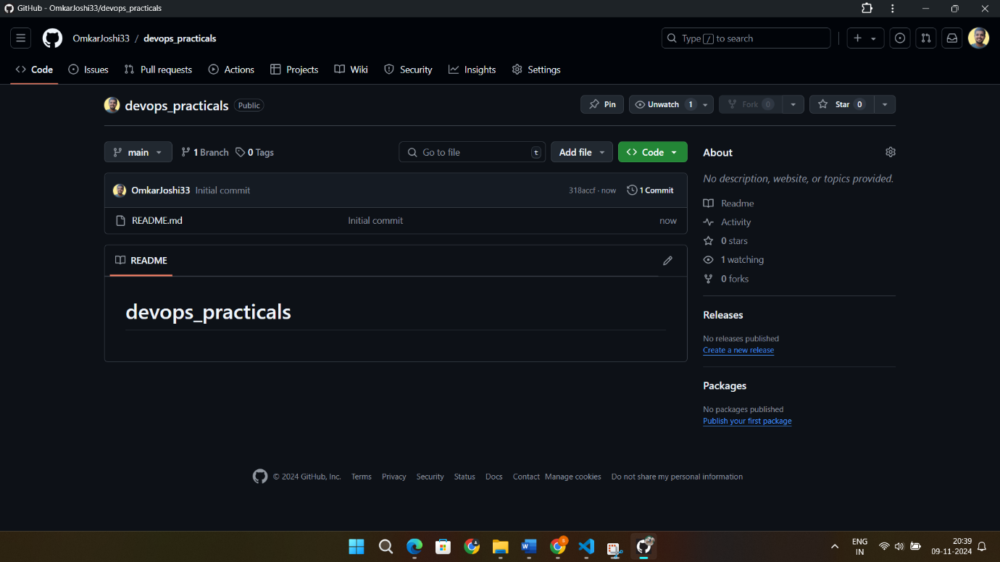 GitHub - OmkarJoshi33/devops_practicals
OmkarJoshi33 / devops_practicals
Type / to search
Code Issues Pull requests Actions Projects Wiki Security Insights Settings
devops_practicals Public
Pin Unwatch 1 Fork 0 Star 0
main 1 Branch 0 Tags Go to file t Add file Code
OmkarJoshi33 Initial commit 318accf · now 1 Commit
README.md Initial commit now
README
devops_practicals
About
No description, website, or topics provided.
Readme
Activity
0 stars
1 watching
0 forks
Releases
No releases published
Create a new release
Packages
No packages published
Publish your first package
© 2024 GitHub, Inc. Terms Privacy Security Status Docs Contact Manage cookies Do not share my personal information
ENG
IN
20:39
09-11-2024